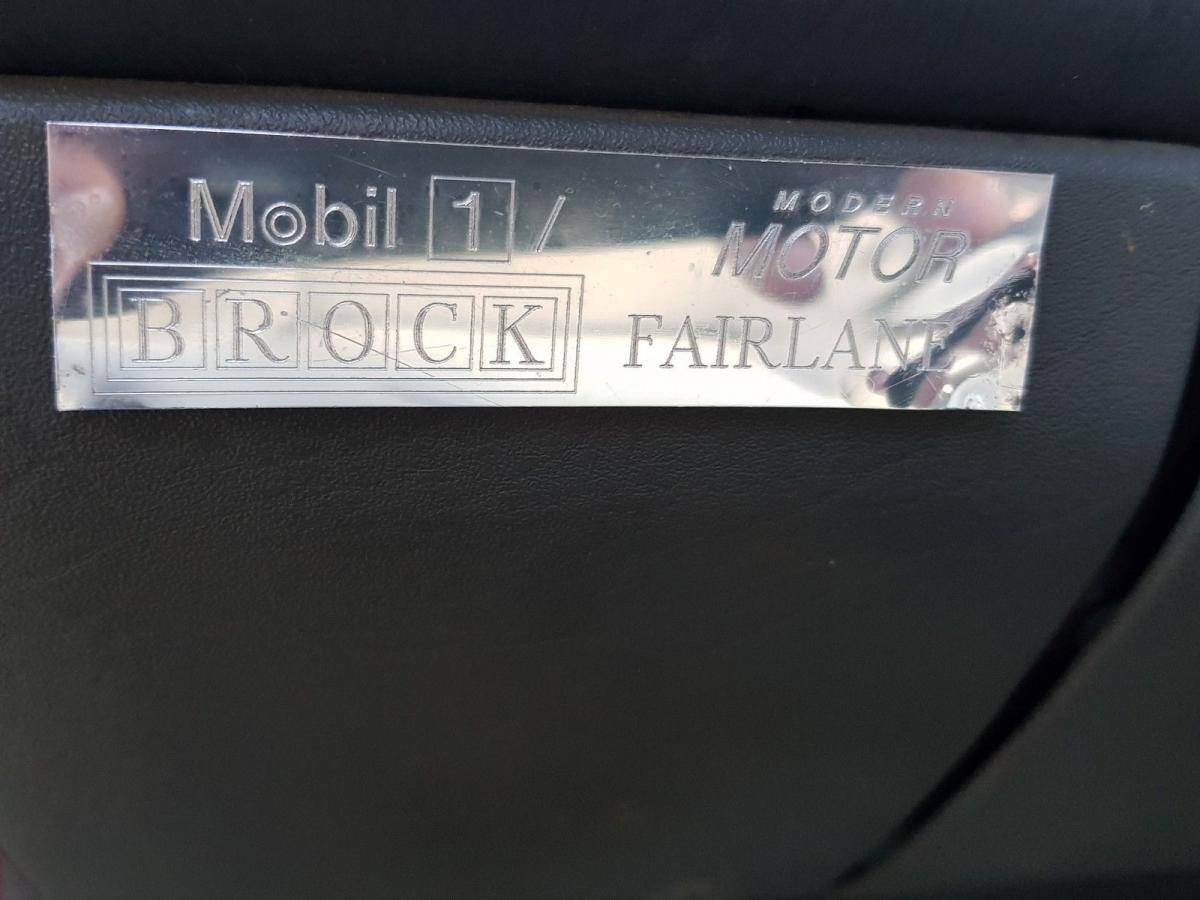 Mobil 1 /
MODERN
MOTOR
BROCK
FAIRLANE